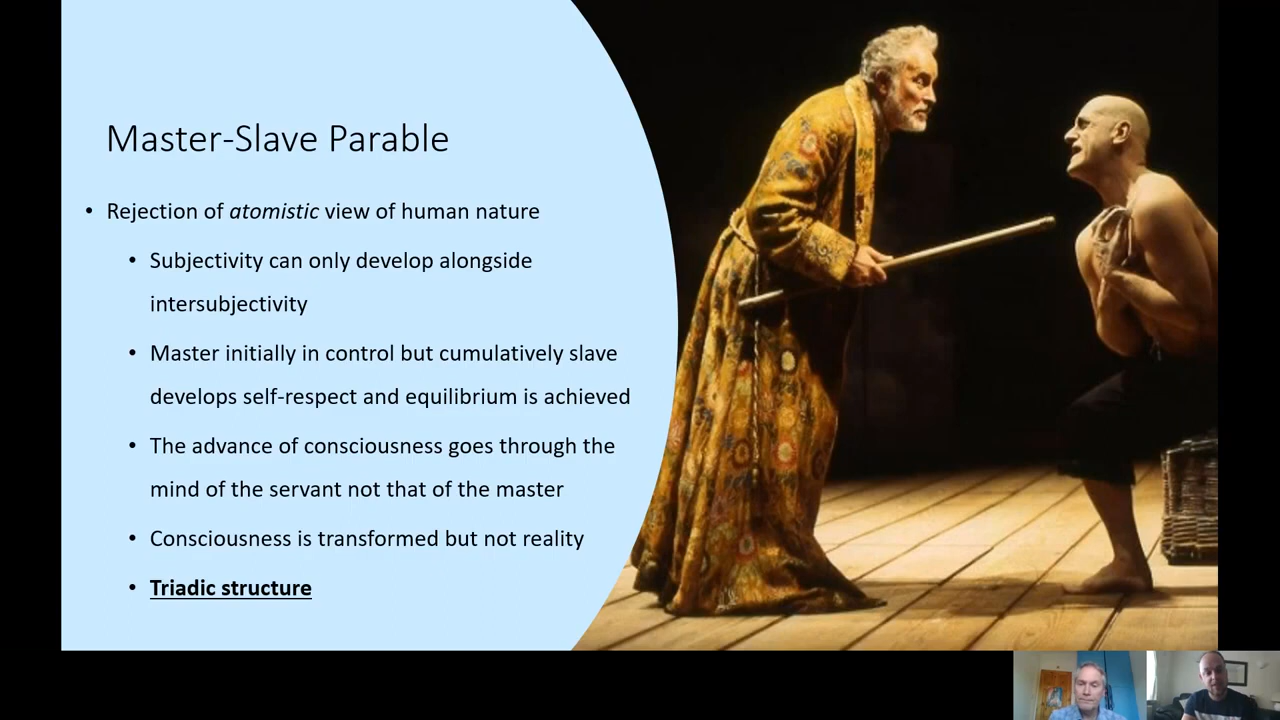 Master-Slave Parable
• Rejection of atomistic view of human nature
• Subjectivity can only develop alongside
intersubjectivity
• Master initially in control but cumulatively slave
develops self-respect and equilibrium is achieved
• The advance of consciousness goes through the
mind of the servant not that of the master
• Consciousness is transformed but not reality
• Triadic structure